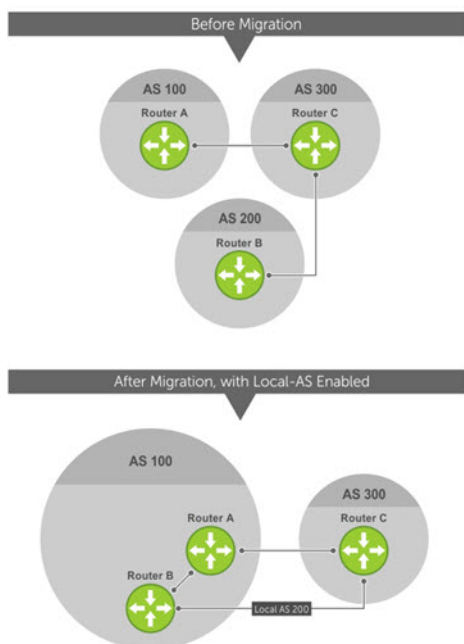 Before Migration
AS 100
AS 300
Router A
Router C
AS 200
Router B
After Migration, with Local-AS Enabled
AS 100
AS 300
Router A
Router C
Router B
Local AS 200